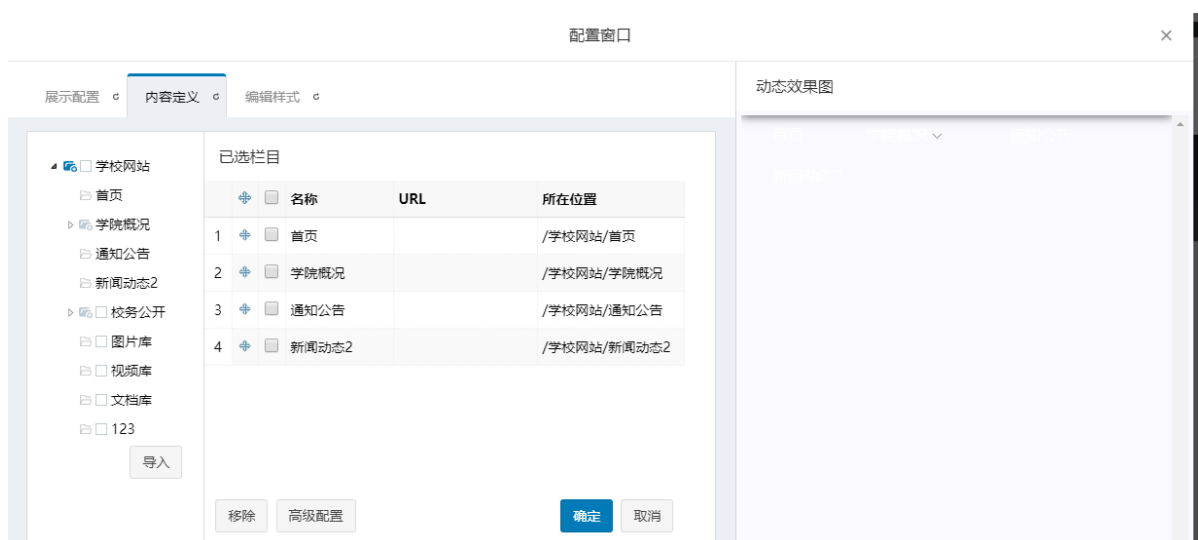 配置窗口
展示配置
内容定义
编辑样式
动态效果图
学校网站
首页
学院概况
通知公告
新闻动态2
校务公开
图片库
视频库
文档库
123
导入
已选栏目
名称 URL 所在位置
1 首页 /学校网站/首页
2 学院概况 /学校网站/学院概况
3 通知公告 /学校网站/通知公告
4 新闻动态2 /学校网站/新闻动态2
移除 高级配置 确定 取消